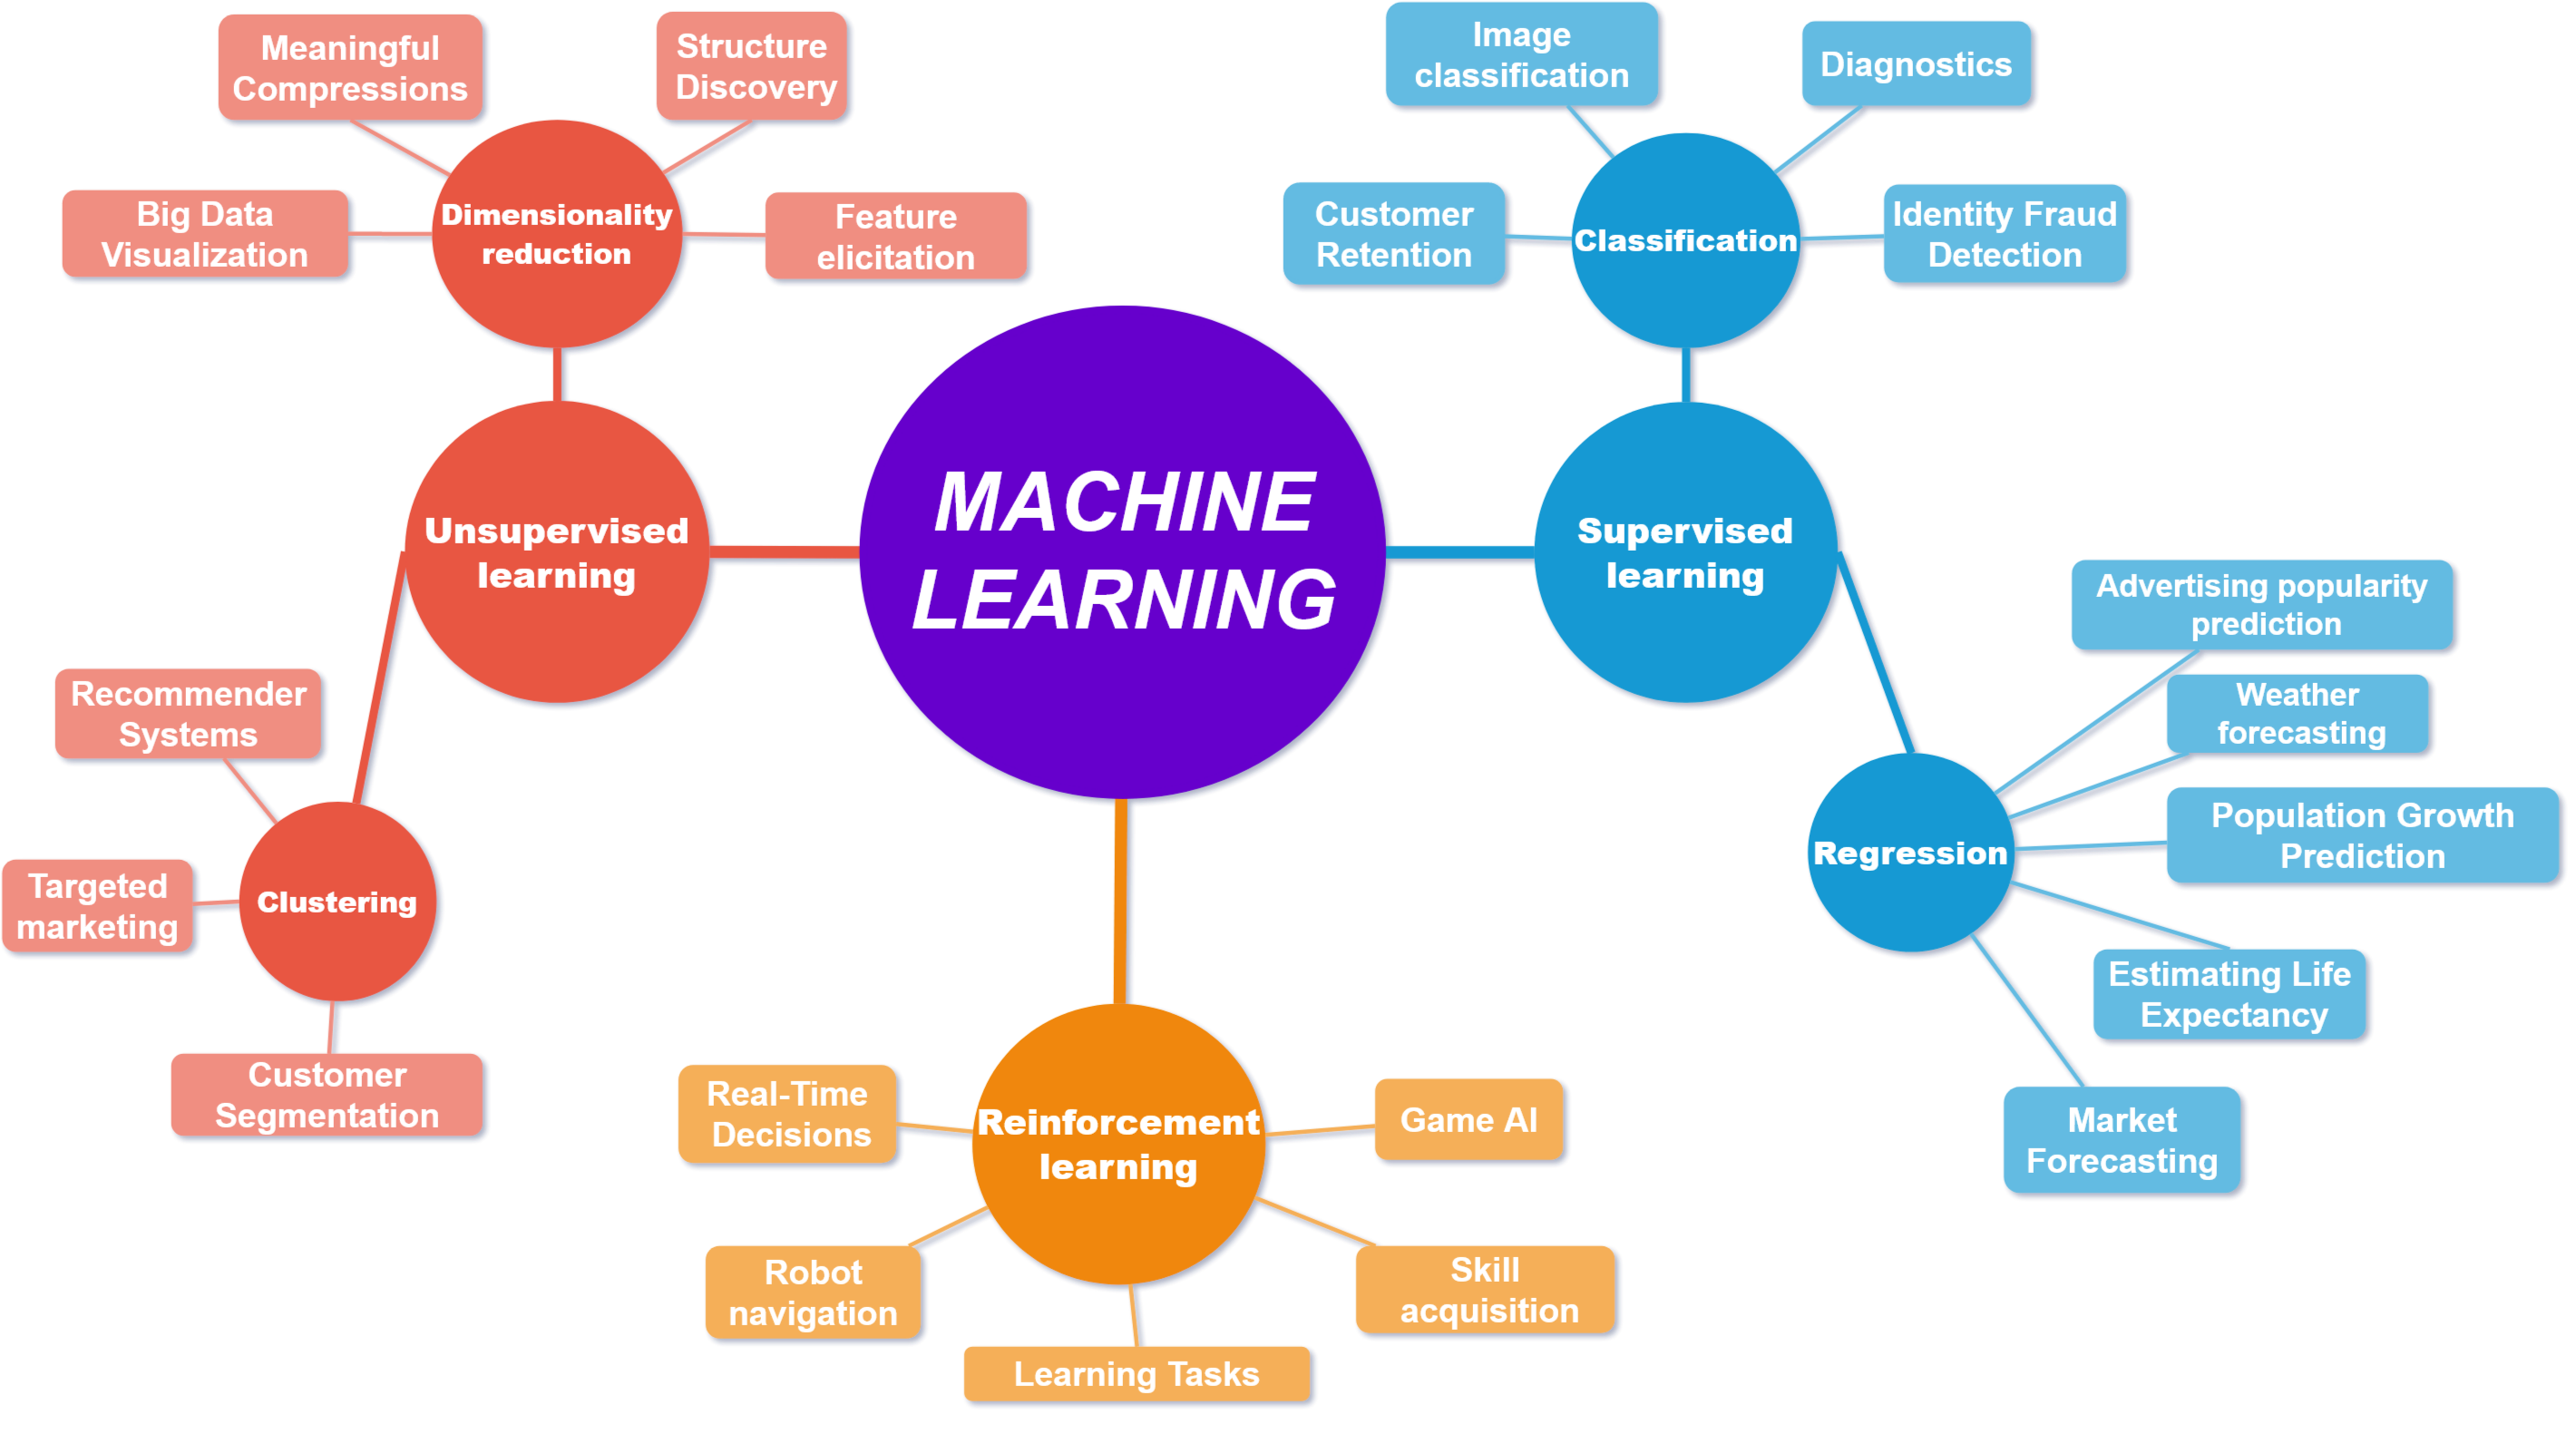 Meaningful
Compressions
Structure
Discovery
Big Data
Visualization
Dimensionality
reduction
Feature
elicitation
Image
classification
Diagnostics
Customer
Retention
Classification
Identity Fraud
Detection
Unsupervised
learning
MACHINE
LEARNING
Supervised
learning
Recommender
Systems
Targeted
marketing
Clustering
Customer
Segmentation
Advertising popularity
prediction
Weather
forecasting
Population Growth
Prediction
Regression
Estimating Life
Expectancy
Market
Forecasting
Real-Time
Decisions
Reinforcement
learning
Game AI
Robot
navigation
Skill
acquisition
Learning Tasks